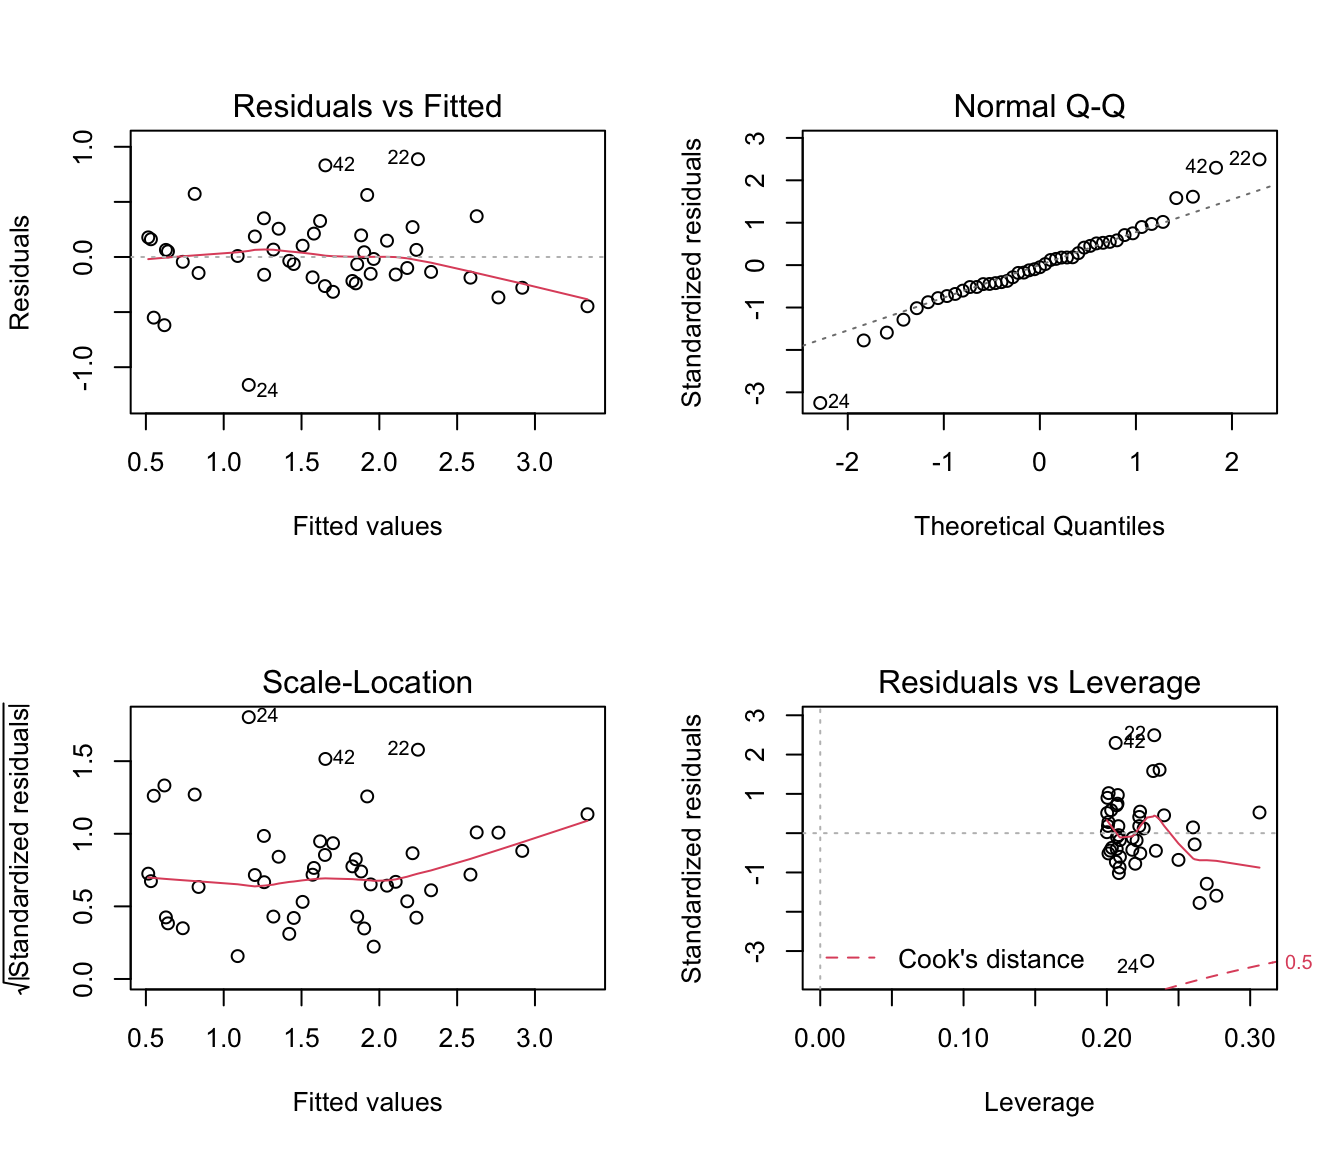 Residuals vs Fitted
Residuals
1.0
0.0
-1.0
42
22
24
0.5 1.0 1.5 2.0 2.5 3.0
Fitted values
Normal Q-Q
Standardized residuals
3
2
1
0
-1
-3
42 22
24
-2 -1 0 1 2
Theoretical Quantiles
Scale-Location
√|Standardized residuals|
1.5
1.0
0.5
0.0
24
42
22
0.5 1.0 1.5 2.0 2.5 3.0
Fitted values
Residuals vs Leverage
Standardized residuals
3
2
1
-1
-3
22
42
24
Cook's distance
0.5
0.00 0.10 0.20 0.30
Leverage